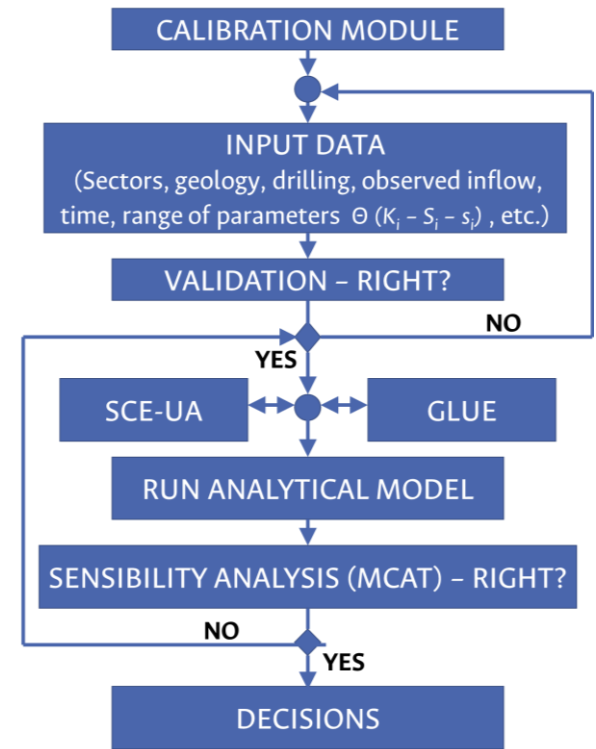 CALIBRATION MODULE
INPUT DATA
(Sectors, geology, drilling, observed inflow,
time, range of parameters Θ (Kᵢ – Sᵢ – sᵢ) , etc.)
VALIDATION – RIGHT?
NO
YES
SCE-UA
GLUE
RUN ANALYTICAL MODEL
SENSIBILITY ANALYSIS (MCAT) – RIGHT?
NO
YES
DECISIONS